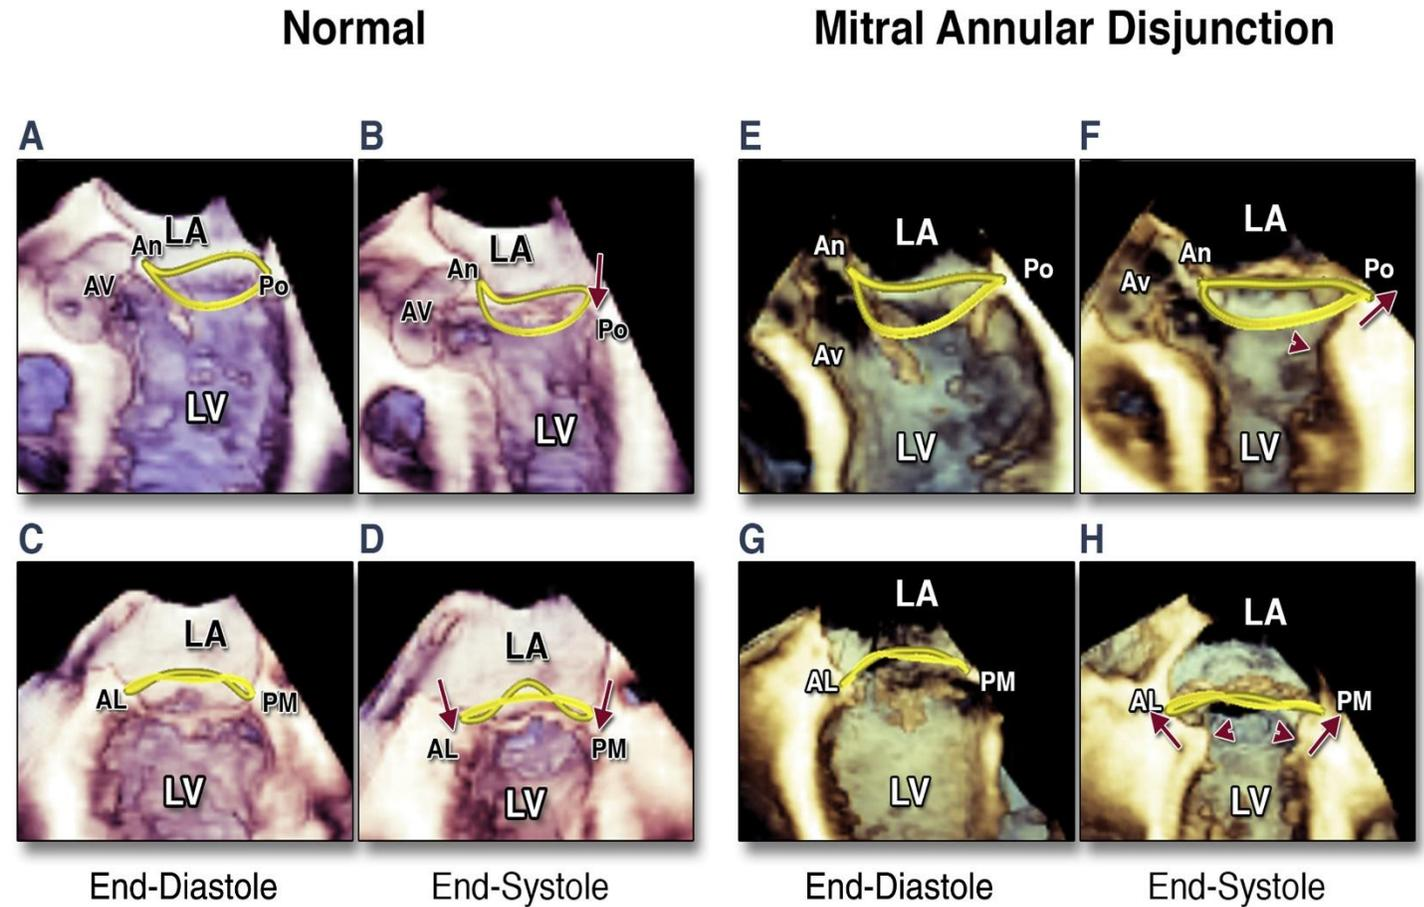 Normal
Mitral Annular Disjunction
A
B
E
F
LA
An
AV
Po
LV
LA
An
AV
Po
LV
An
LA
Po
Av
LV
LA
An
Po
Av
LV
C
D
G
H
LA
AL
PM
LV
LA
AL
PM
LV
LA
AL
PM
LV
LA
AL
PM
LV
End-Diastole
End-Systole
End-Diastole
End-Systole